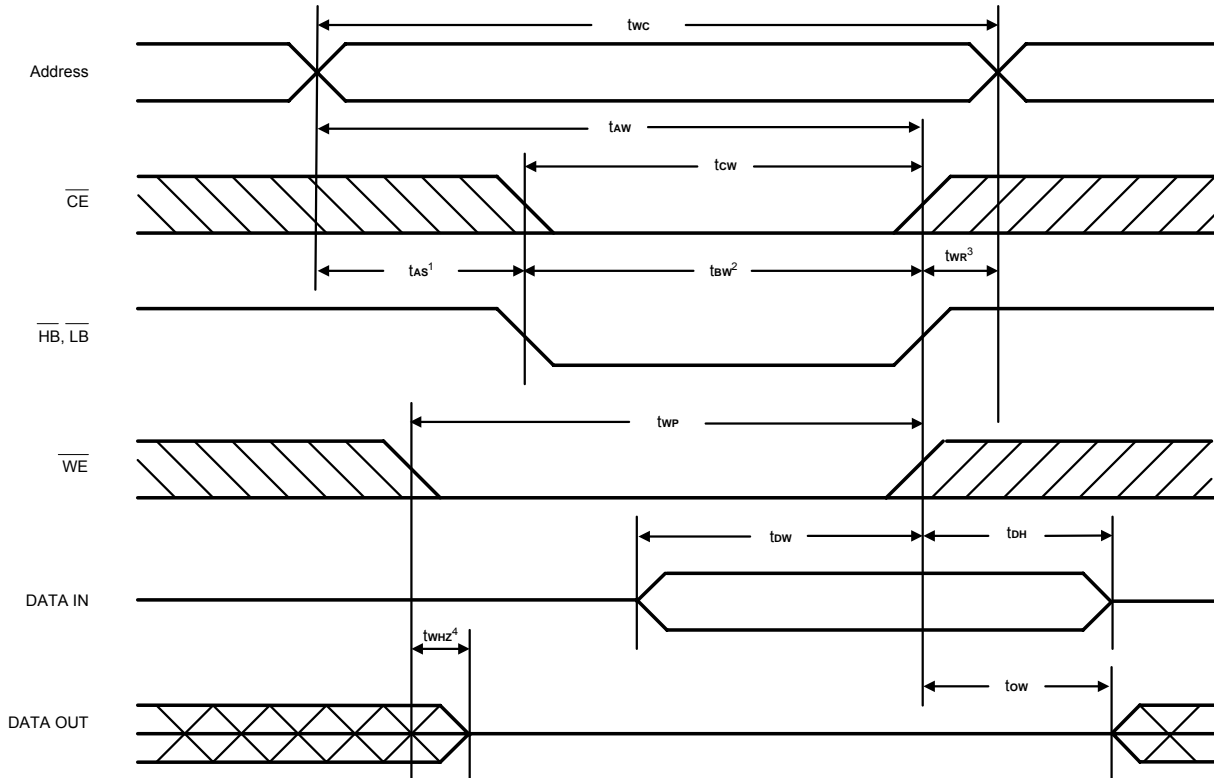 tWC
Address
tAW
tCW
CE
tAS1
tBW2
tWR3
HB, LB
tWP
WE
tDW
tDH
DATA IN
tWHZ4
tOW
DATA OUT